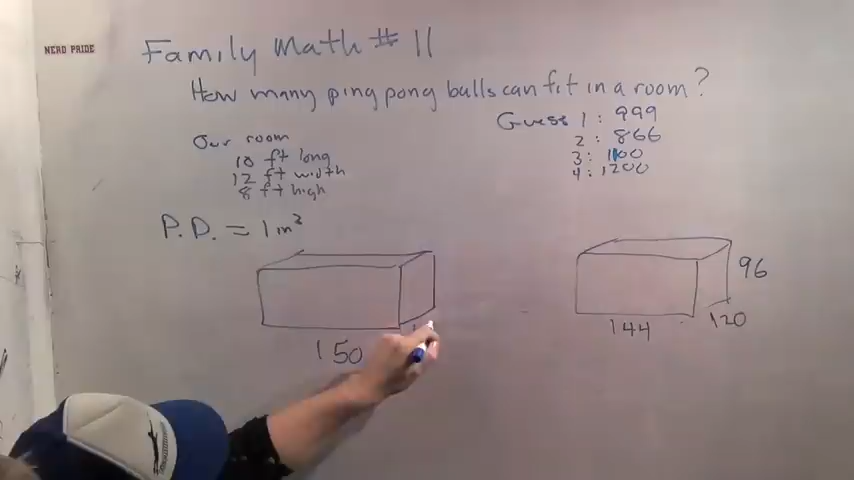 NERD PRIDE
Family Math #11
How many ping pong balls can fit in a room?
Guess 1: 999
2: 866
3: 1100
4: 1200
Our room
10 ft long
12 ft width
8 ft high
P.D. = 1 in²
96
144
120
150